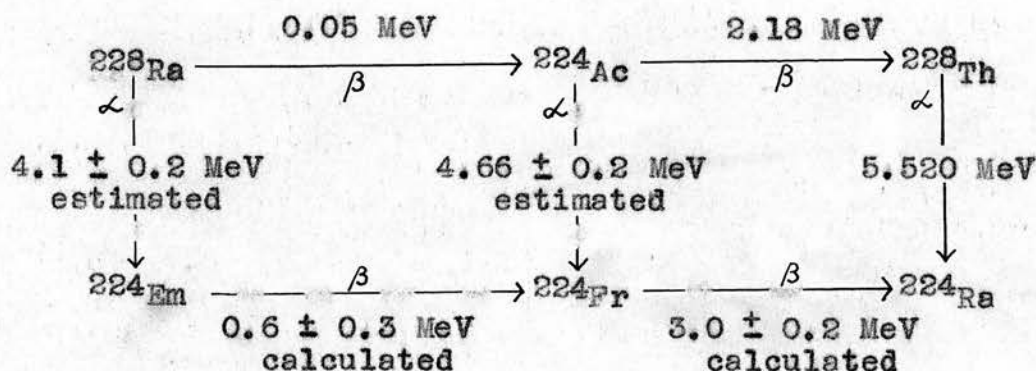 0.05 MeV 2.18 MeV
²²⁸Ra ²²⁴Ac ²²⁸Th
β β
α α α
4.1 ± 0.2 MeV 4.66 ± 0.2 MeV 5.520 MeV
estimated estimated
β β
²²⁴Em ²²⁴Fr ²²⁴Ra
0.6 ± 0.3 MeV 3.0 ± 0.2 MeV
calculated calculated